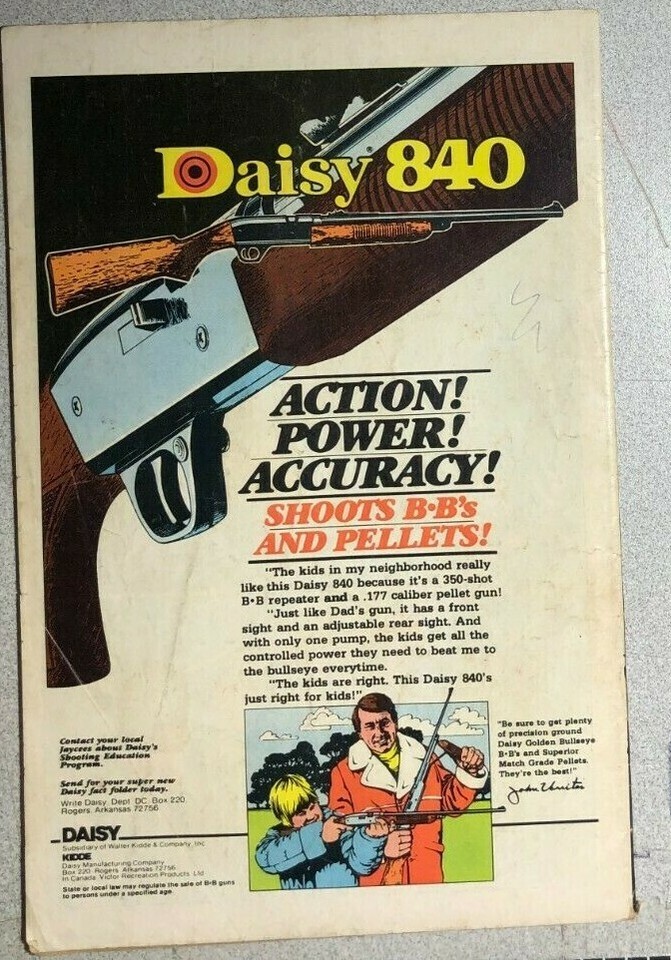 Daisy 840
ACTION!
POWER!
ACCURACY!
SHOOTS B•B's
AND PELLETS!
"The kids in my neighborhood really
like this Daisy 840 because it's a 350-shot
B•B repeater and a .177 caliber pellet gun!
"Just like Dad's gun, it has a front
sight and an adjustable rear sight. And
with only one pump, the kids get all the
controlled power they need to beat me to
the bullseye everytime.
"The kids are right. This Daisy 840's
just right for kids!"
"Be sure to get plenty
of precision ground
Daisy Golden Bullseye
B•B's and Superior
Match Grade Pellets.
They're the best!"
John Unitas
Contact your local
Jaycees about Daisy's
Shooting Education
Program.
Send for your super new
Daisy fact folder today.
Write Daisy, Dept DC, Box 220,
Rogers, Arkansas 72756
DAISY
Subsidiary of Walter Kidde & Company, Inc
KIDDE
Daisy Manufacturing Company
Box 220, Rogers, Arkansas 72756
In Canada: Victor Recreation Products, Ltd
State or local law may regulate the sale of B•B guns
to persons under a specified age.